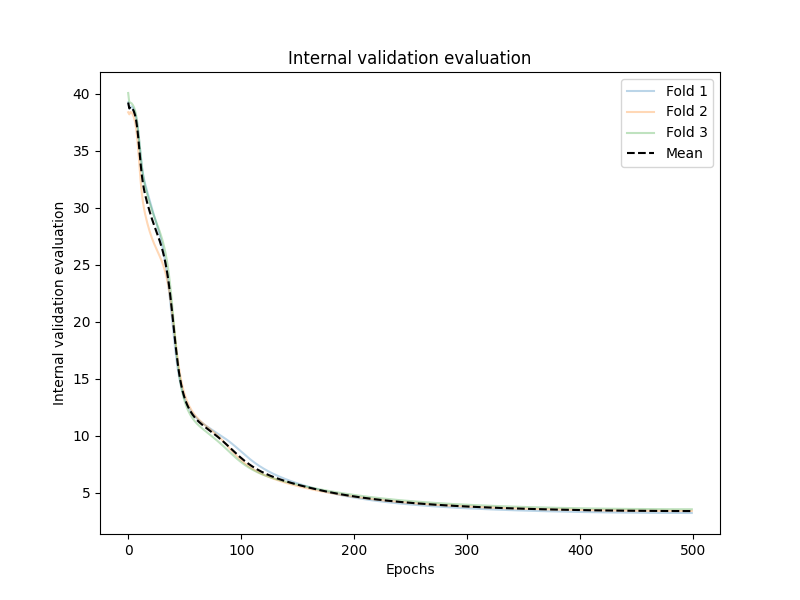 Internal validation evaluation
Fold 1
Fold 2
Fold 3
Mean
Internal validation evaluation
40
35
30
25
20
15
10
5
0
100
200
300
400
500
Epochs